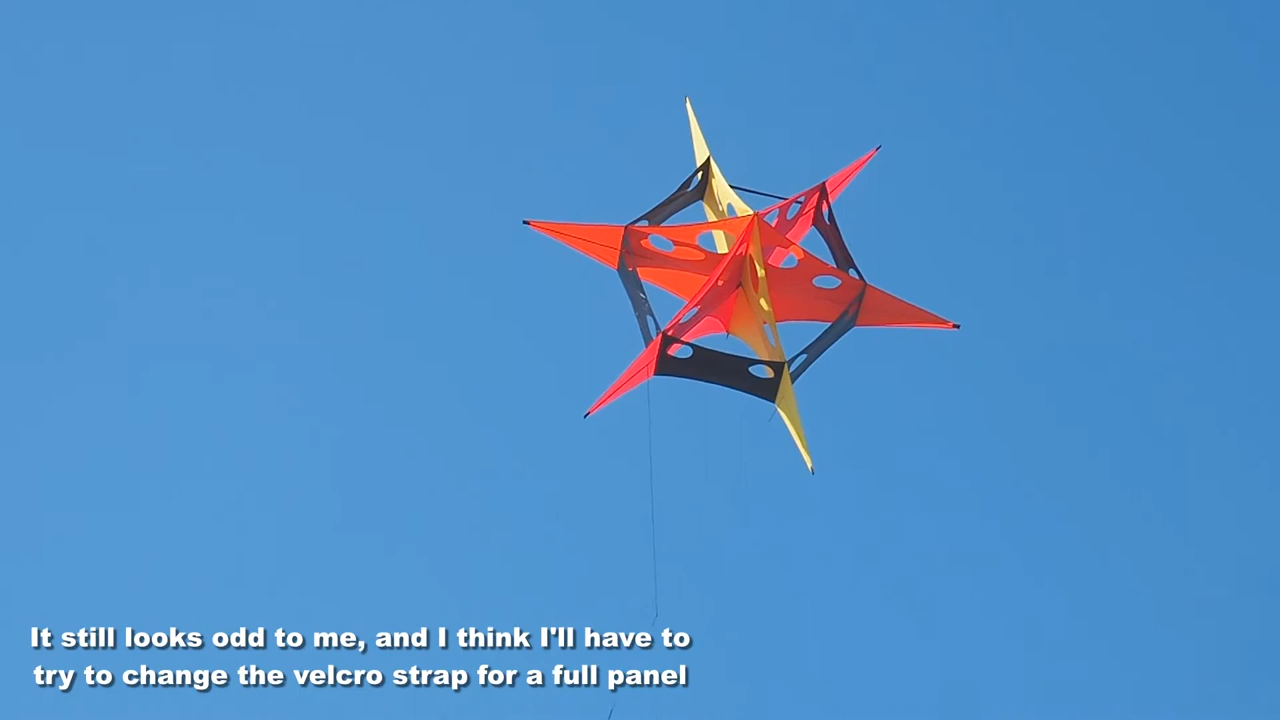 It still looks odd to me, and I think I'll have to
try to change the velcro strap for a full panel